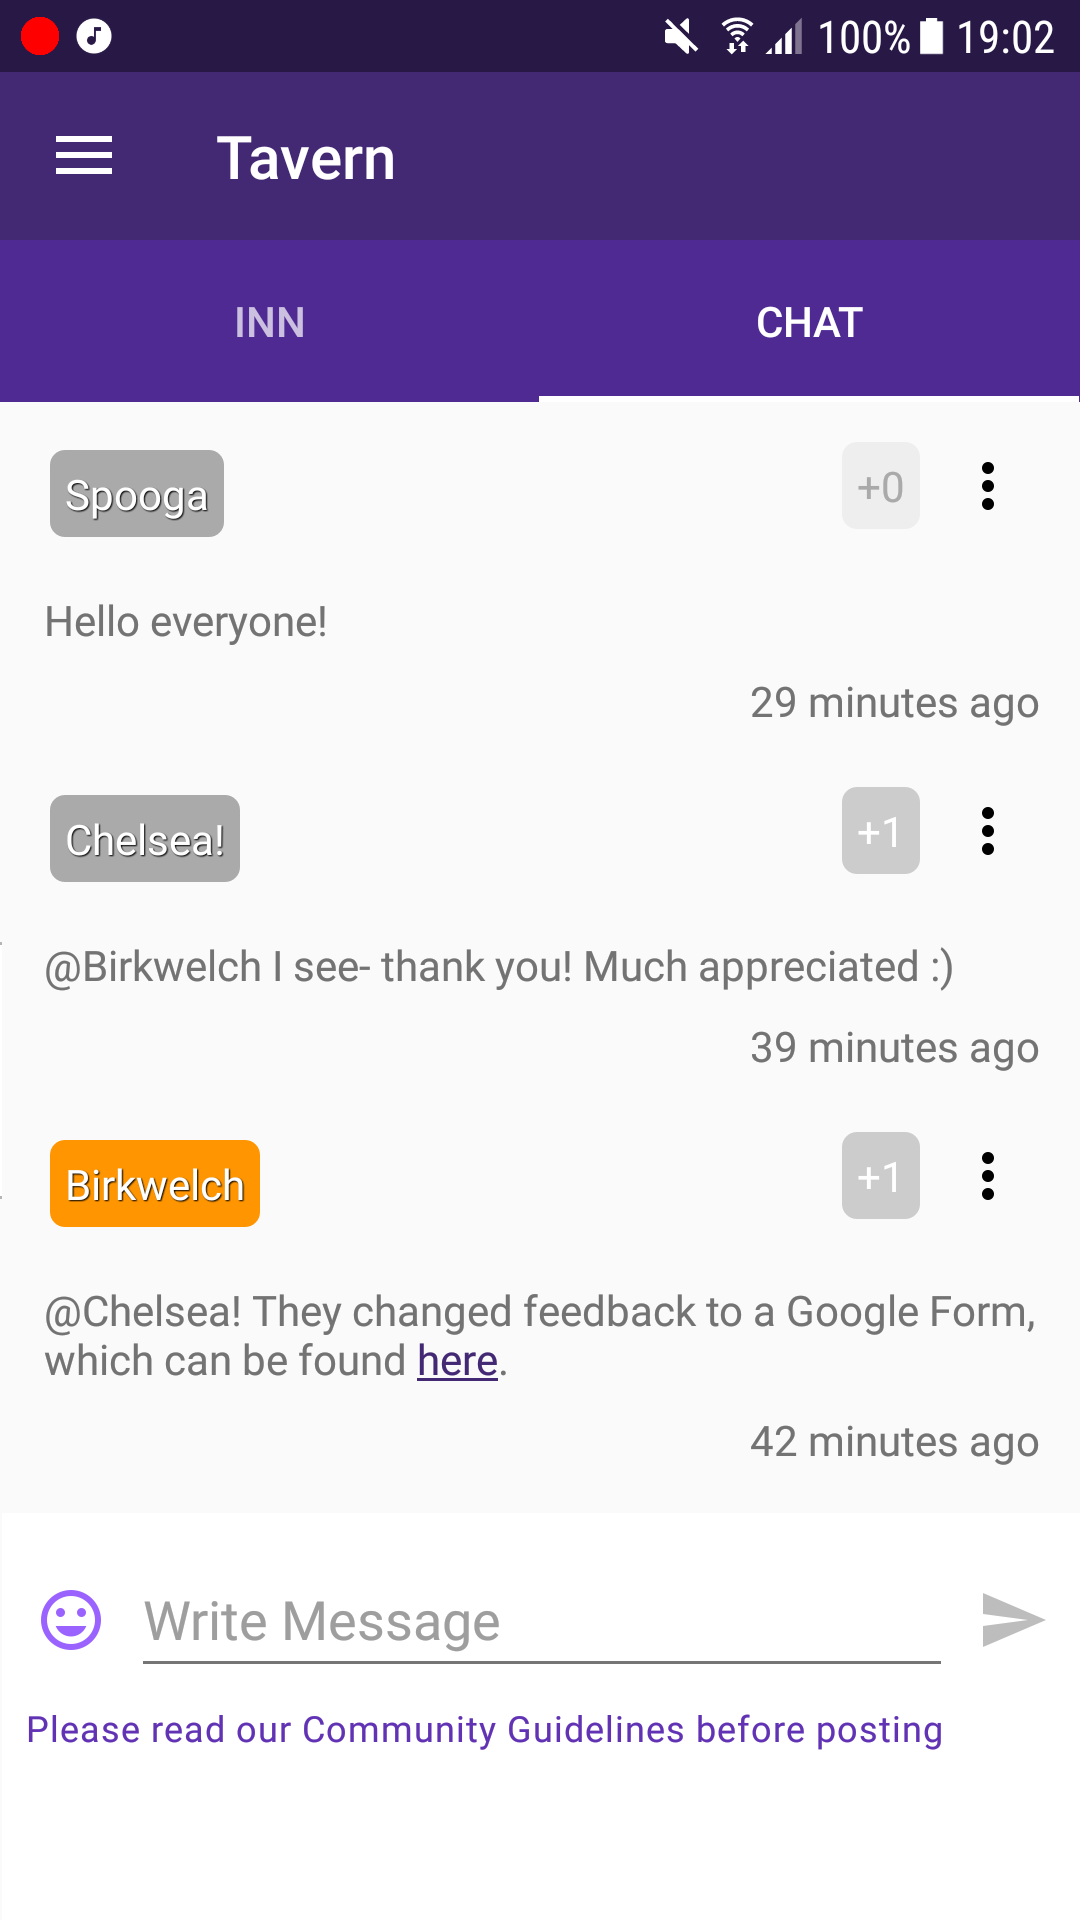 100% 19:02
Tavern
INN CHAT
Spooga +0
Hello everyone!
29 minutes ago
Chelsea! +1
@Birkwelch I see- thank you! Much appreciated :)
39 minutes ago
Birkwelch +1
@Chelsea! They changed feedback to a Google Form,
which can be found here.
42 minutes ago
Write Message
Please read our Community Guidelines before posting